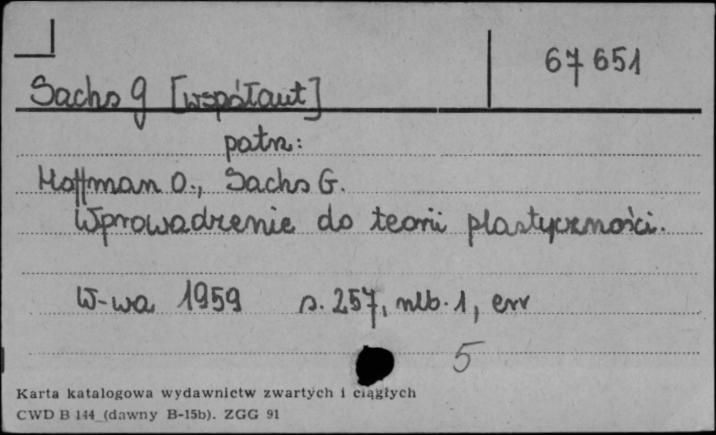 67651
Sachs G [współaut]
patrz:
Hoffman O., Sachs G.
Wprowadzenie do teorii plastyczności.
W-wa 1959 s. 257, nlb. 1, err
5
Karta katalogowa wydawnictw zwartych i ciągłych
CWD B 144 (dawny B-15b). ZGG 91